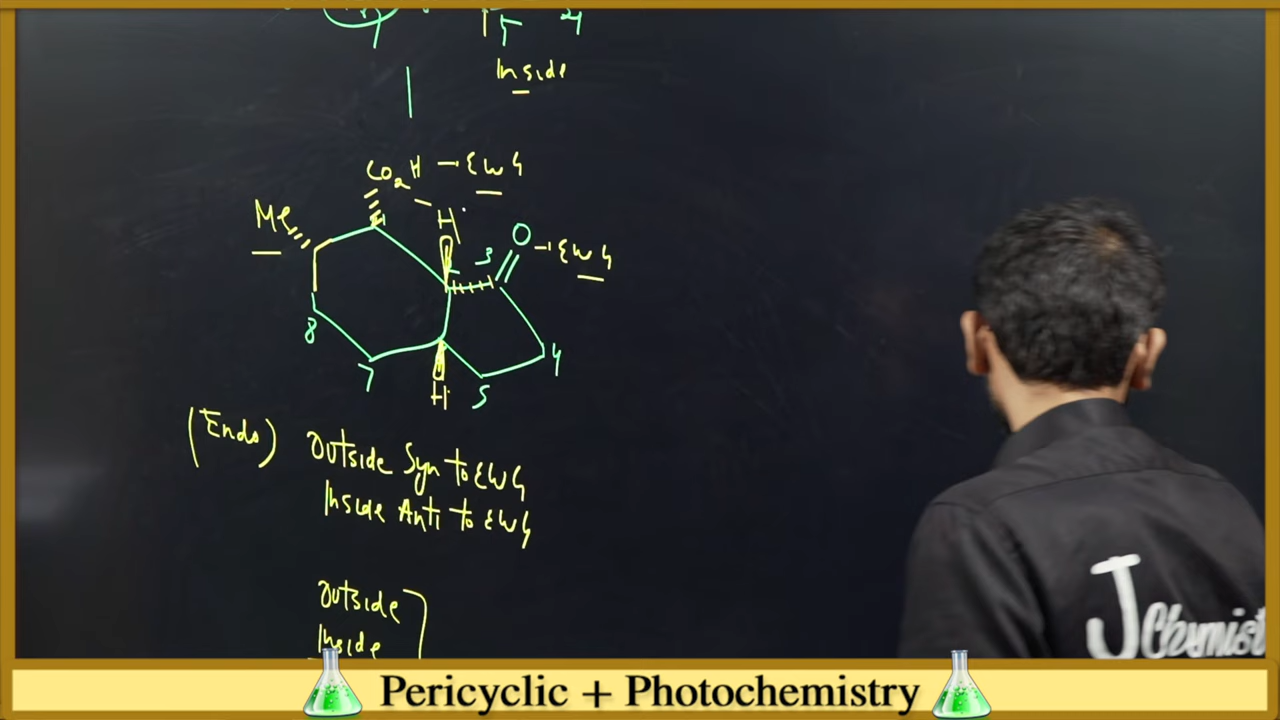 Inside
CO2H → EWG
Me
H
O → EWG
3
8
7
4
5
H
(Endo) Outside Syn to EWG
Inside Anti to EWG
Outside
Inside
J Chemist
Pericyclic + Photochemistry